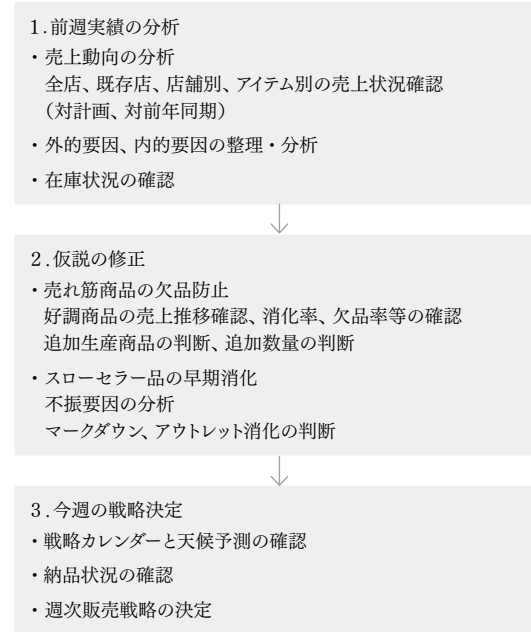 1.前週実績の分析
・売上動向の分析
全店、既存店、店舗別、アイテム別の売上状況確認
（対計画、対前年同期）
・外的要因、内的要因の整理・分析
・在庫状況の確認
2.仮説の修正
・売れ筋商品の欠品防止
好調商品の売上推移確認、消化率、欠品率等の確認
追加生産商品の判断、追加数量の判断
・スローセラー品の早期消化
不振要因の分析
マークダウン、アウトレット消化の判断
3.今週の戦略決定
・戦略カレンダーと天候予測の確認
・納品状況の確認
・週次販売戦略の決定